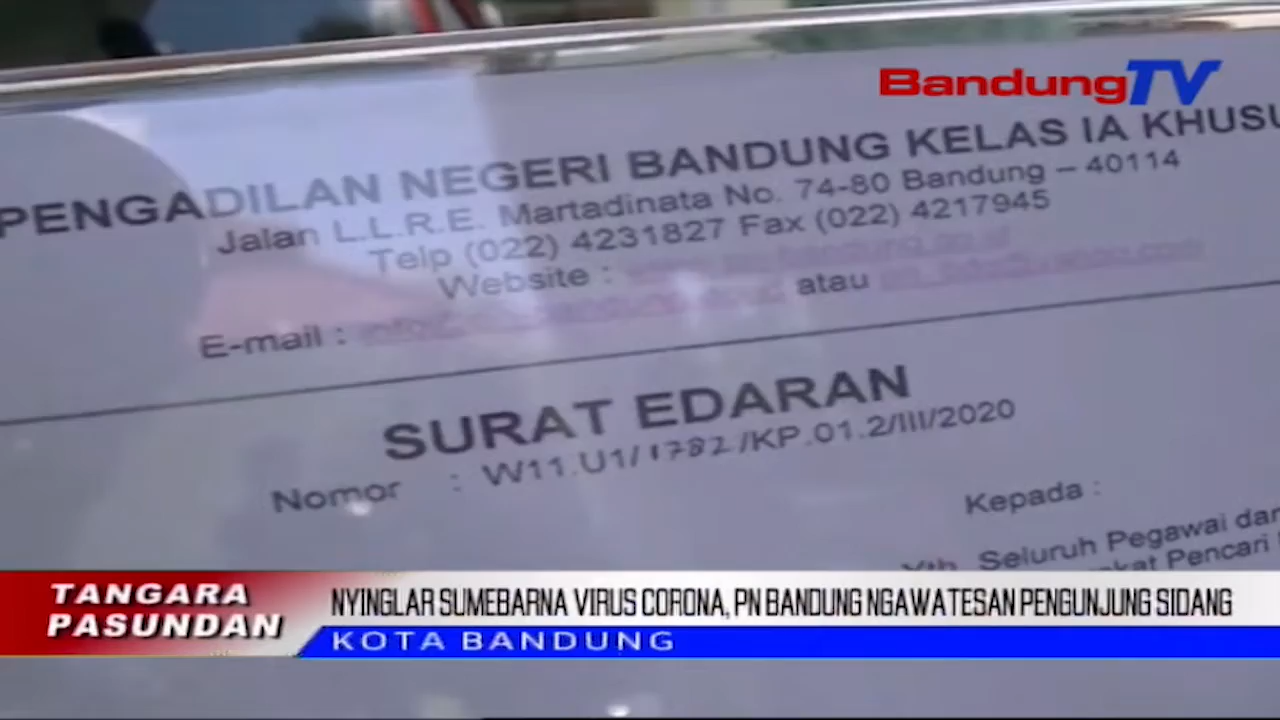 BandungTV
PENGADILAN NEGERI BANDUNG KELAS IA KHUSU
Jalan L.L.R.E. Martadinata No. 74-80 Bandung – 40114
Telp (022) 4231827 Fax (022) 4217945
Website :
E-mail : atau
SURAT EDARAN
Nomor : W11.U1/1782/KP.01.2/III/2020
Kepada :
Yth. Seluruh Pegawai dan
Pencari
TANGARA PASUNDAN
NYINGLAR SUMEBARNA VIRUS CORONA, PN BANDUNG NGAWATESAN PENGUNJUNG SIDANG
KOTA BANDUNG